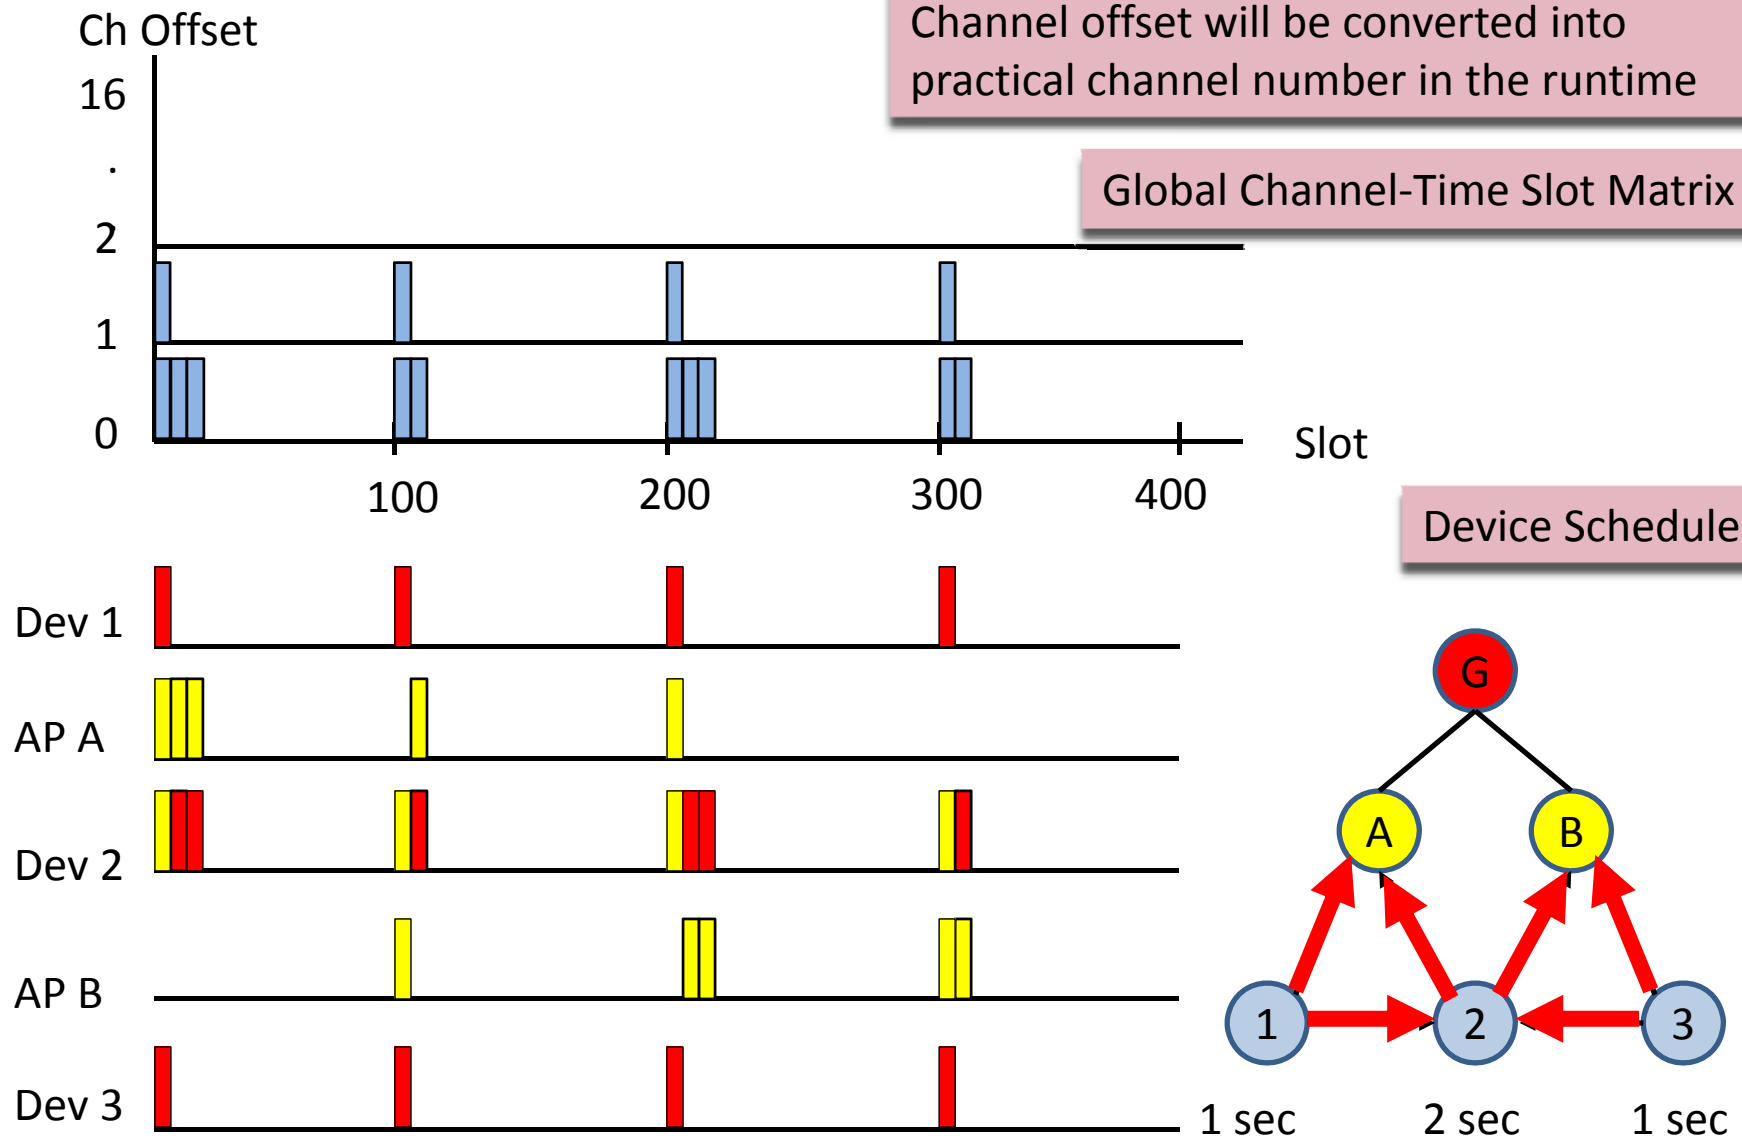 Ch Offset
Channel offset will be converted into
practical channel number in the runtime
16
.
Global Channel-Time Slot Matrix
2
1
0
Slot
100 200 300 400
Device Schedule
Dev 1
G
AP A
A B
Dev 2
AP B
1 2 3
Dev 3
1 sec 2 sec 1 sec